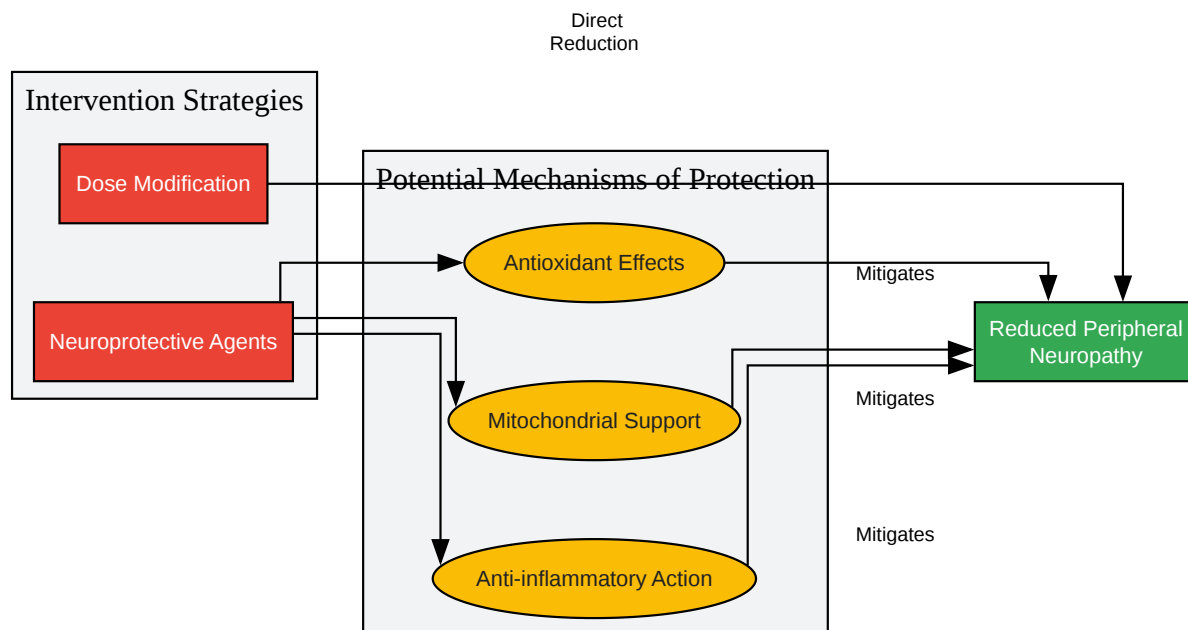 Direct
Reduction
Intervention Strategies
Dose Modification
Potential Mechanisms of Protection
Antioxidant Effects
Mitigates
Neuroprotective Agents
Reduced Peripheral
Neuropathy
Mitigates
Mitochondrial Support
Mitigates
Anti-inflammatory Action